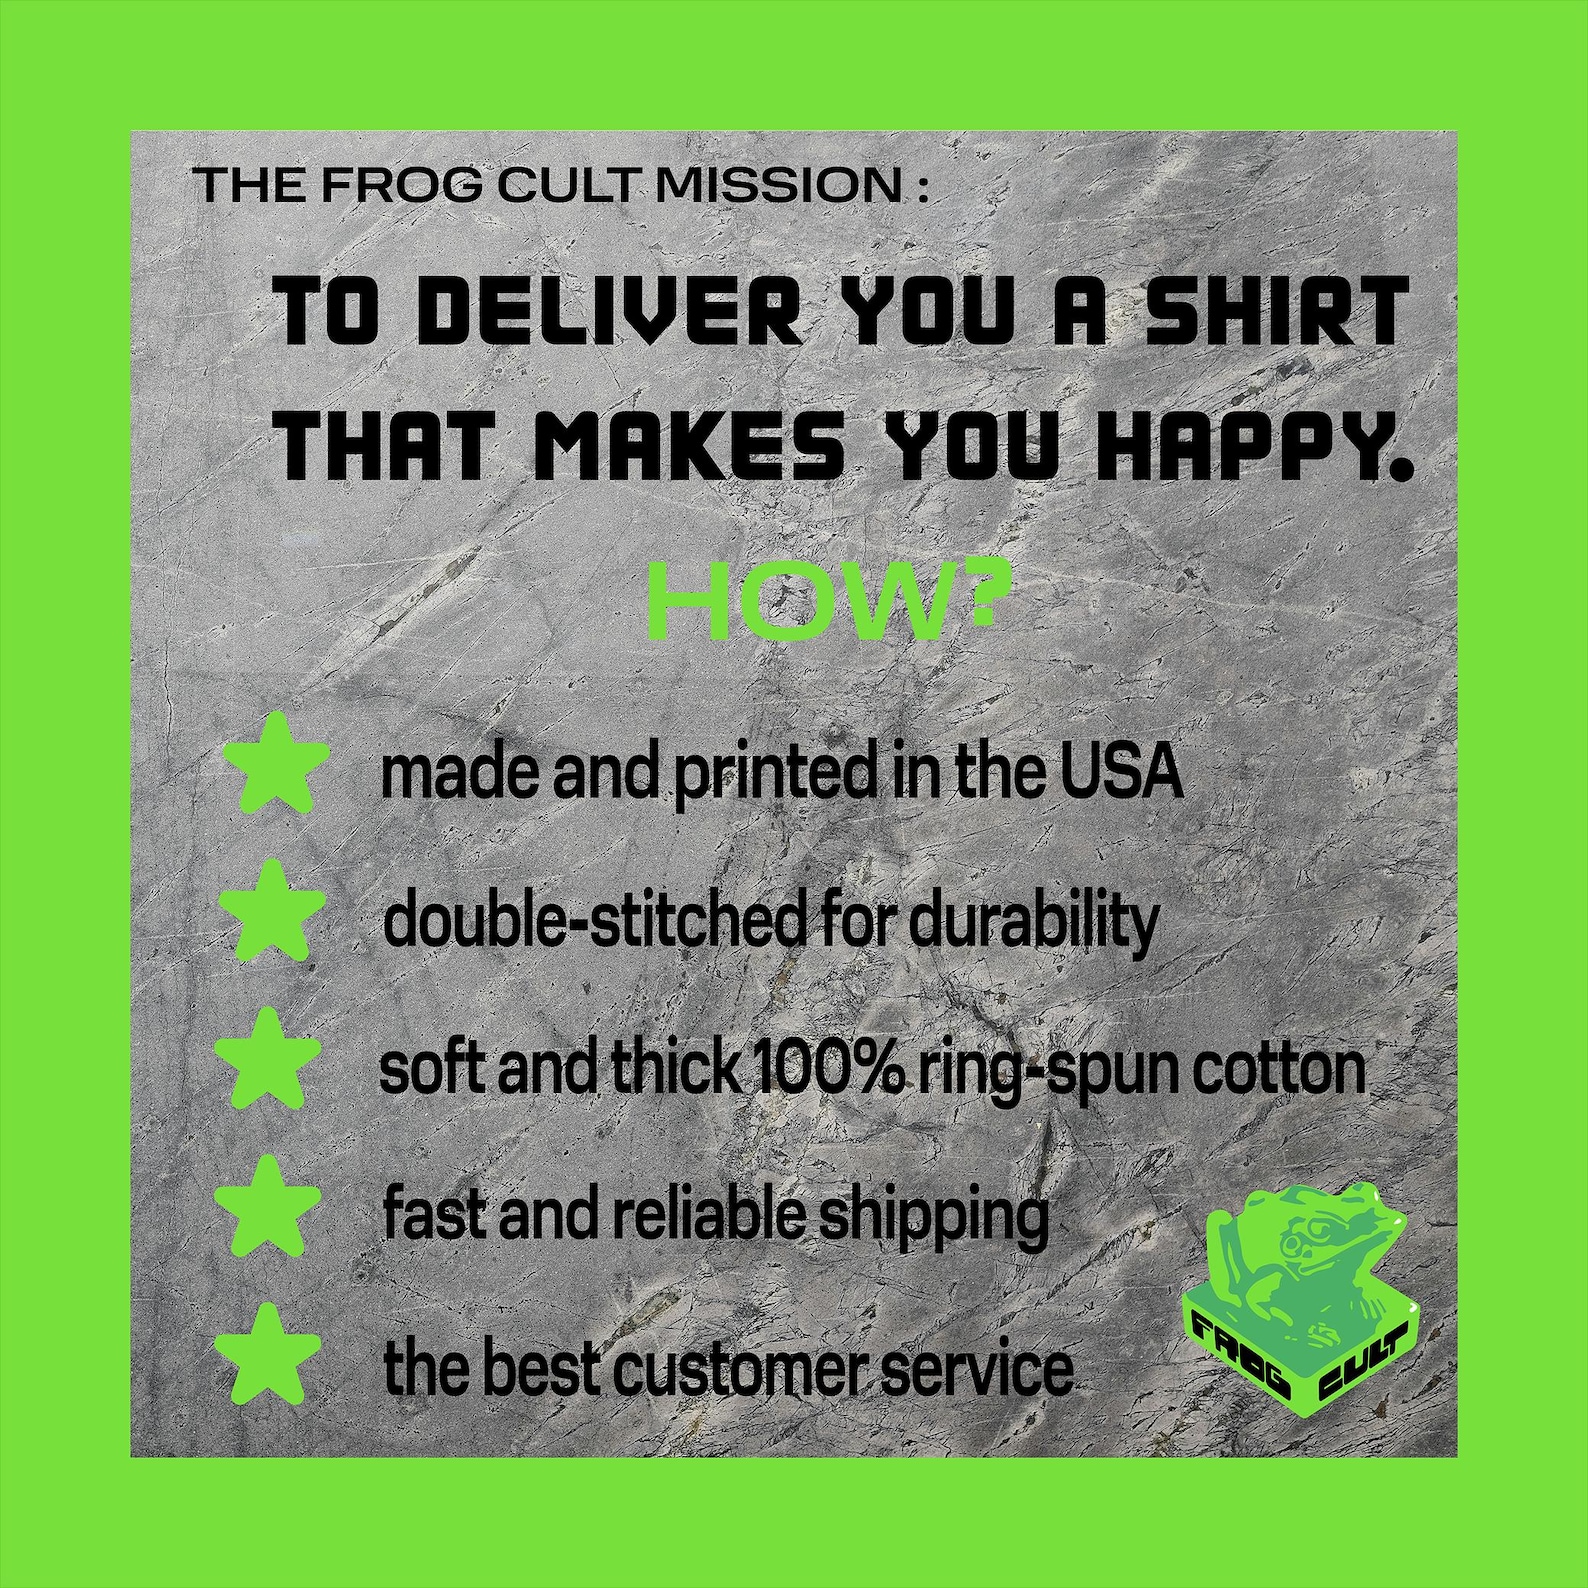 THE FROG CULT MISSION :
TO DELIVER YOU A SHIRT
THAT MAKES YOU HAPPY.
HOW?
made and printed in the USA
double-stitched for durability
soft and thick 100% ring-spun cotton
fast and reliable shipping
the best customer service
FROG CULT